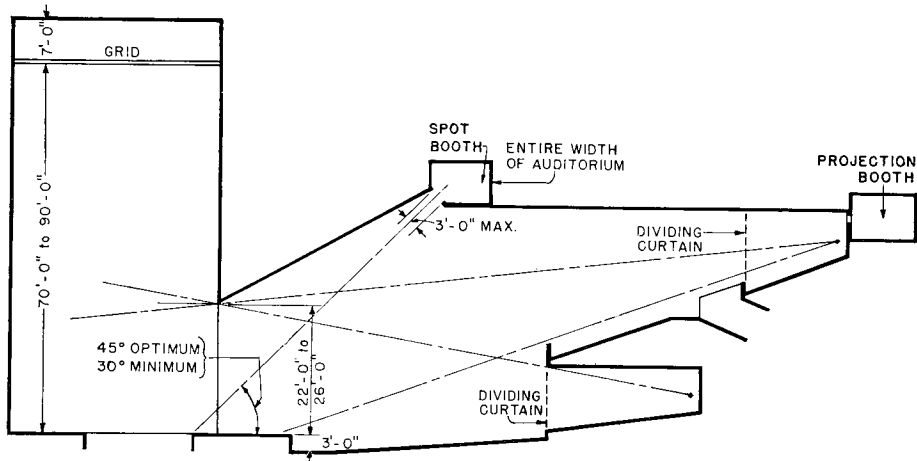 7'-0"
GRID
70'-0" to 90'-0"
SPOT
BOOTH
ENTIRE WIDTH
OF AUDITORIUM
PROJECTION
BOOTH
3'-0" MAX.
DIVIDING
CURTAIN
45° OPTIMUM
30° MINIMUM
22'-0" to
26'-0"
DIVIDING
CURTAIN
3'-0"